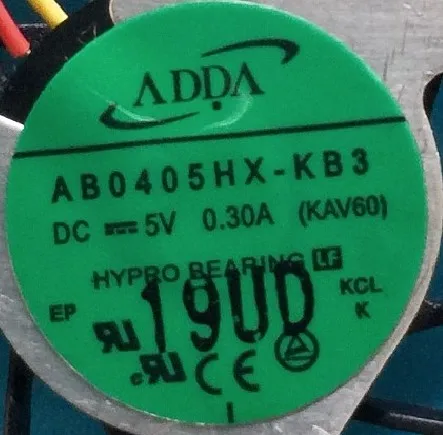 ADDA
AB0405HX-KB3
DC ⎓ 5V 0.30A (KAV60)
HYPRO BEARING LF
EP 19UD KCL
K
CE
I